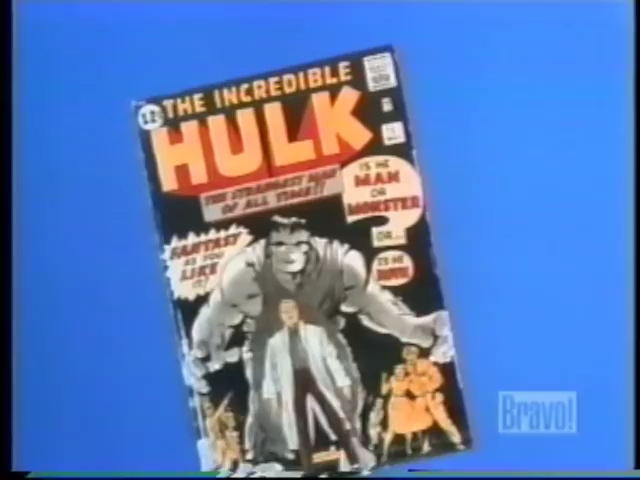 12¢
THE INCREDIBLE
HULK
THE STRANGEST MAN
OF ALL TIME!!
IS HE
MAN
OR
MONSTER
OR...
IS HE
BOTH
FANTASY
AS YOU
LIKE
IT!
Bravo!